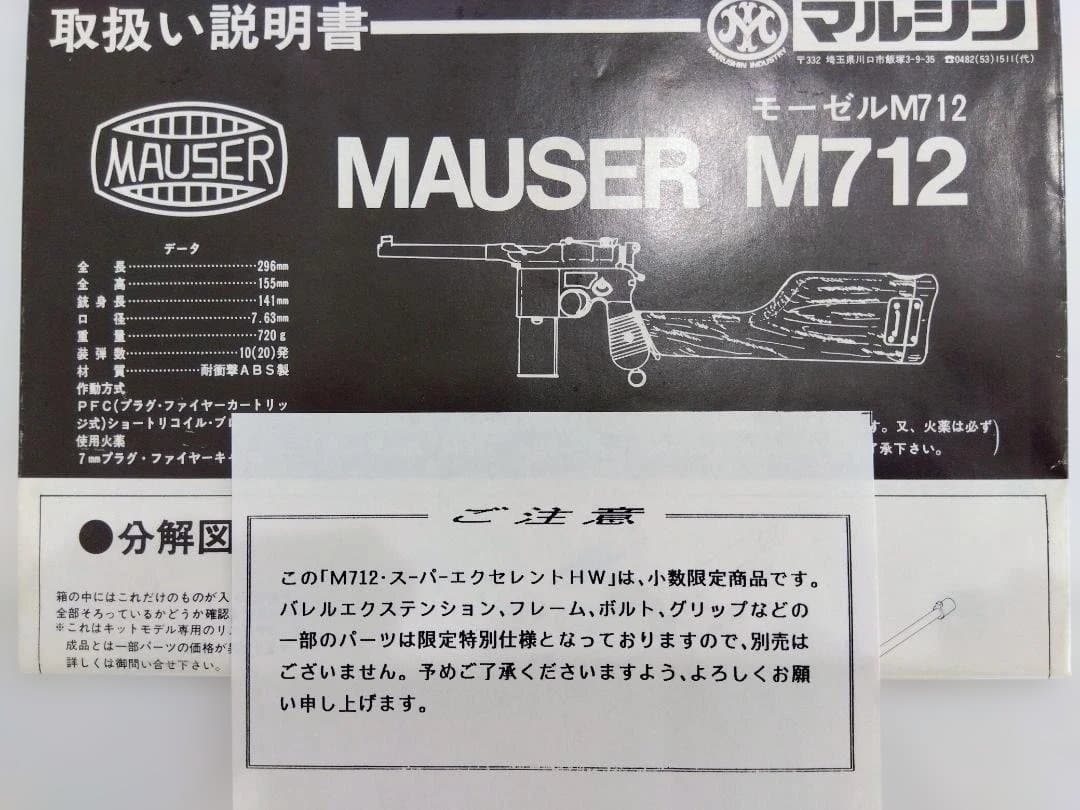 取扱い説明書
MARUSHIN INDUSTRY
マルシン
〒332 埼玉県川口市飯塚3-9-35 ☎0482(53)1511(代)
モーゼルM712
MAUSER
MAUSER M712
データ
全長…………296mm
全高…………155mm
銃身長…………141mm
口径…………7.63mm
重量…………720g
装弾数…………10(20)発
材質…………耐衝撃ABS製
作動方式
PFC(プラグ・ファイヤーカートリッ
ジ式)ショートリコイル・ブ
使用火薬
7mmプラグ・ファイヤーキ
す。又、火薬は必ず
了承下さい。)
●分解図
箱の中にはこれだけのものが入
全部そろっているかどうか確認
※これはキットモデル専用のリ
成品とは一部パーツの価格が
詳しくは御問い合せ下さい。
ご注意
この「M712・スーパーエクセレントHW」は、小数限定商品です。
バレルエクステンション、フレーム、ボルト、グリップなどの
一部のパーツは限定特別仕様となっておりますので、別売は
ございません。予めご了承くださいますよう、よろしくお願
い申し上げます。